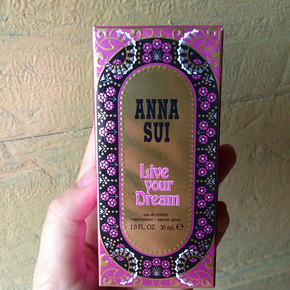 ANNA
SUI
Live
your
Dream
eau de toilette
vaporisateur • natural spray
1.0 FL. OZ. 30 mL ℮